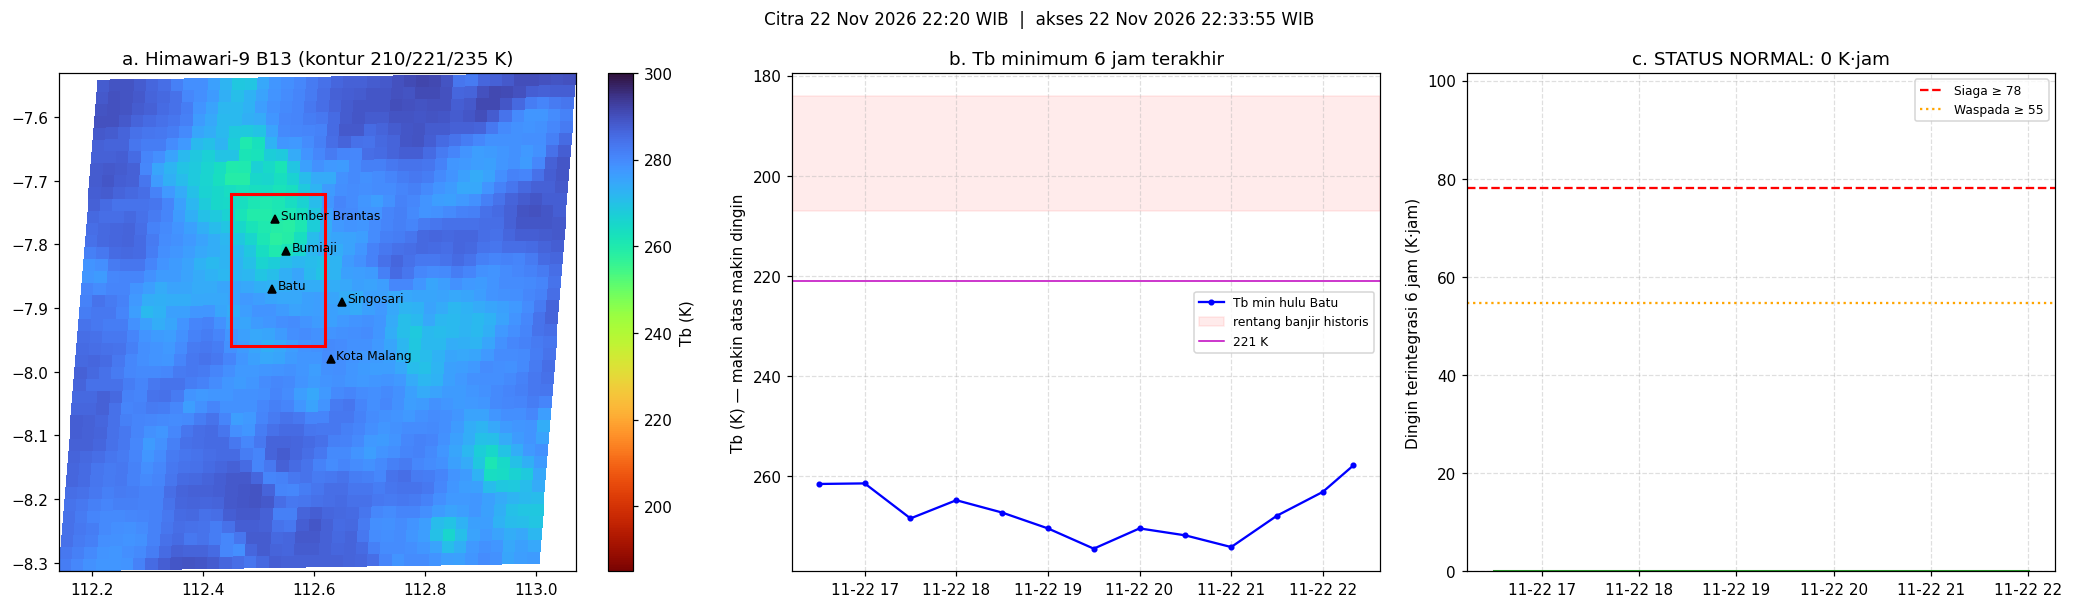 Citra 22 Nov 2026 22:20 WIB | akses 22 Nov 2026 22:33:55 WIB
a. Himawari-9 B13 (kontur 210/221/235 K)
−7.6
−7.7
−7.8
−7.9
−8.0
−8.1
−8.2
−8.3
112.2
112.4
112.6
112.8
113.0
Sumber Brantas
Bumiaji
Batu
Singosari
Kota Malang
300
280
260
240
220
200
Tb (K)
b. Tb minimum 6 jam terakhir
Tb (K) — makin atas makin dingin
180
200
220
240
260
Tb min hulu Batu
rentang banjir historis
221 K
11-22 17
11-22 18
11-22 19
11-22 20
11-22 21
11-22 22
c. STATUS NORMAL: 0 K·jam
Dingin terintegrasi 6 jam (K·jam)
100
80
60
40
20
0
Siaga ≥ 78
Waspada ≥ 55
11-22 17
11-22 18
11-22 19
11-22 20
11-22 21
11-22 22